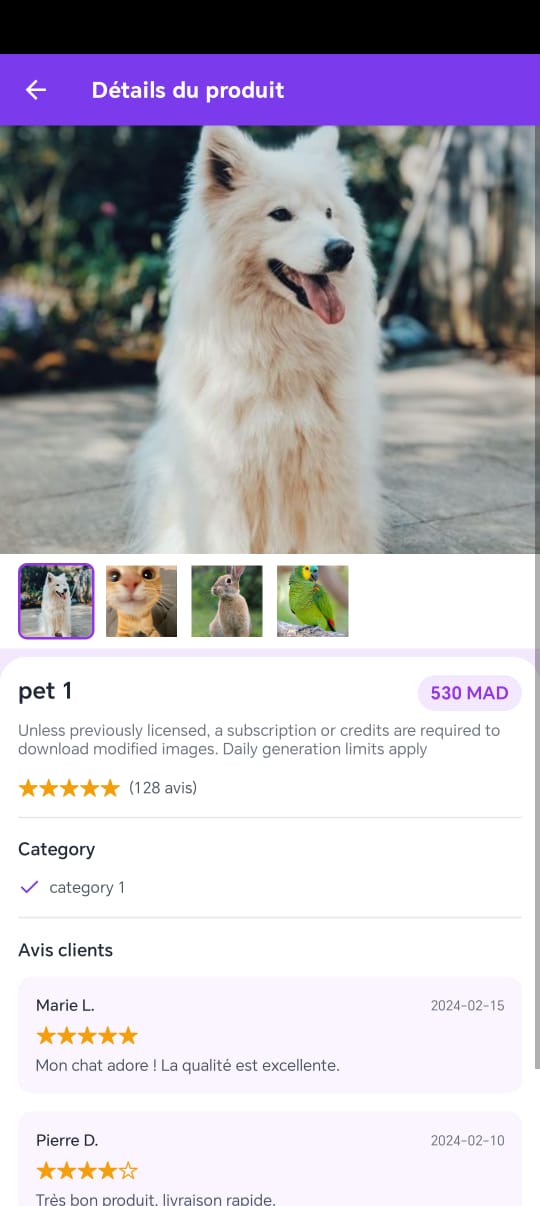 Détails du produit
pet 1
530 MAD
Unless previously licensed, a subscription or credits are required to
download modified images. Daily generation limits apply
(128 avis)
Category
category 1
Avis clients
Marie L.
2024-02-15
Mon chat adore ! La qualité est excellente.
Pierre D.
2024-02-10
Très bon produit, livraison rapide.